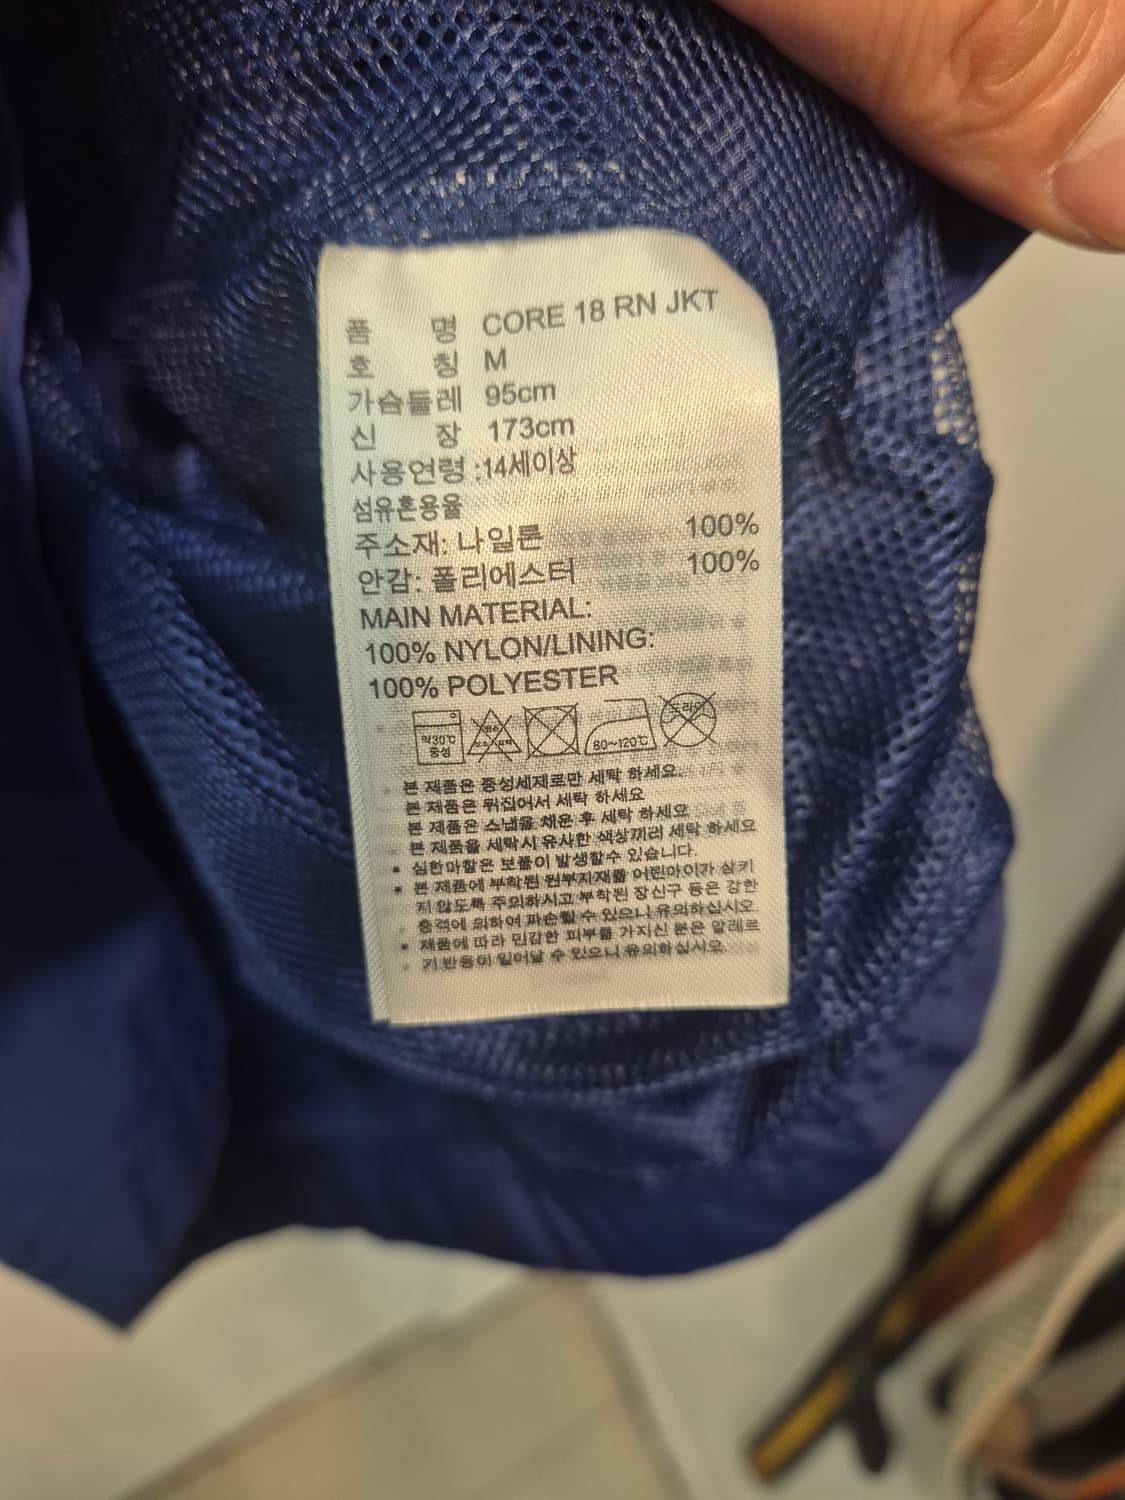 품 명 CORE 18 RN JKT
호 칭 M
가슴둘레 95cm
신 장 173cm
사용연령 :14세이상
섬유혼용율
주소재: 나일론 100%
안감: 폴리에스터 100%
MAIN MATERIAL:
100% NYLON/LINING:
100% POLYESTER
약30℃
중성
80~120℃
드라이
본 제품은 중성세제로만 세탁 하세요.
본 제품은 뒤집어서 세탁 하세요
본 제품은 스냅을 채운 후 세탁 하세요
본 제품을 세탁시 유사한 색상끼리 세탁 하세요
• 심한마찰은 보풀이 발생할수 있습니다.
• 본 제품에 부착된 원부자재를 어린아이가 삼키
지 않도록 주의하시고 부착된 장신구 등은 강한
충격에 의하여 파손될 수 있으니 유의하십시오
• 제품에 따라 민감한 피부를 가지신 분은 알레르
기 반응이 일어날 수 있으니 유의하십시오